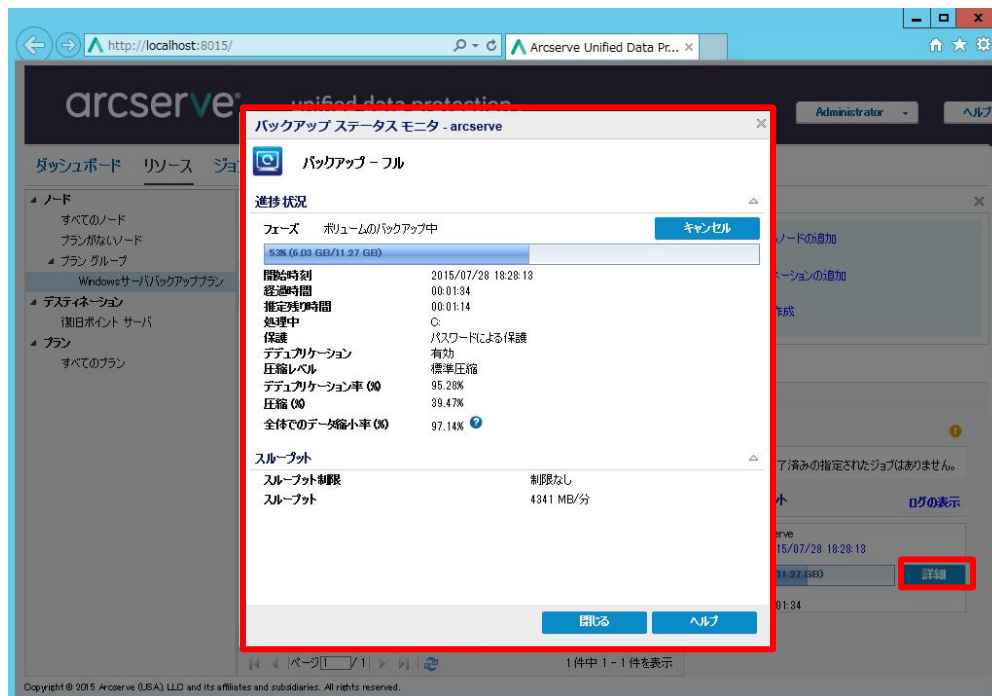 http://localhost:8015/
Arcserve Unified Data Pr...
arcserve
unified data protection
Administrator
ヘルプ
ダッシュボード リソース
ノード
すべてのノード
プランがないノード
プラン グループ
Windowsサーババックアッププラン
デスティネーション
復旧ポイント サーバ
プラン
すべてのプラン
バックアップ ステータス モニタ - arcserve
バックアップ - フル
進捗状況
フェーズ ボリュームのバックアップ中
キャンセル
53% (6.03 GB/11.27 GB)
開始時刻 2015/07/28 18:28:13
経過時間 00:01:34
推定残り時間 00:01:14
処理中 C:
保護 パスワードによる保護
デデュプリケーション 有効
圧縮レベル 標準圧縮
デデュプリケーション率 (%) 95.28%
圧縮 (%) 39.47%
全体でのデータ縮小率 (%) 97.14%
スループット
スループット制限 制限なし
スループット 4341 MB/分
閉じる
ヘルプ
ノードの追加
ーションの追加
作成
了済みの指定されたジョブはありません。
ト
ログの表示
erve
15/07/28 18:28:13
11.27 GB)
詳細
01:34
ページ 1 / 1
1 件中 1 - 1 件を表示
Copyright © 2015 Arcserve (USA), LLC and its affiliates and subsidiaries. All rights reserved.